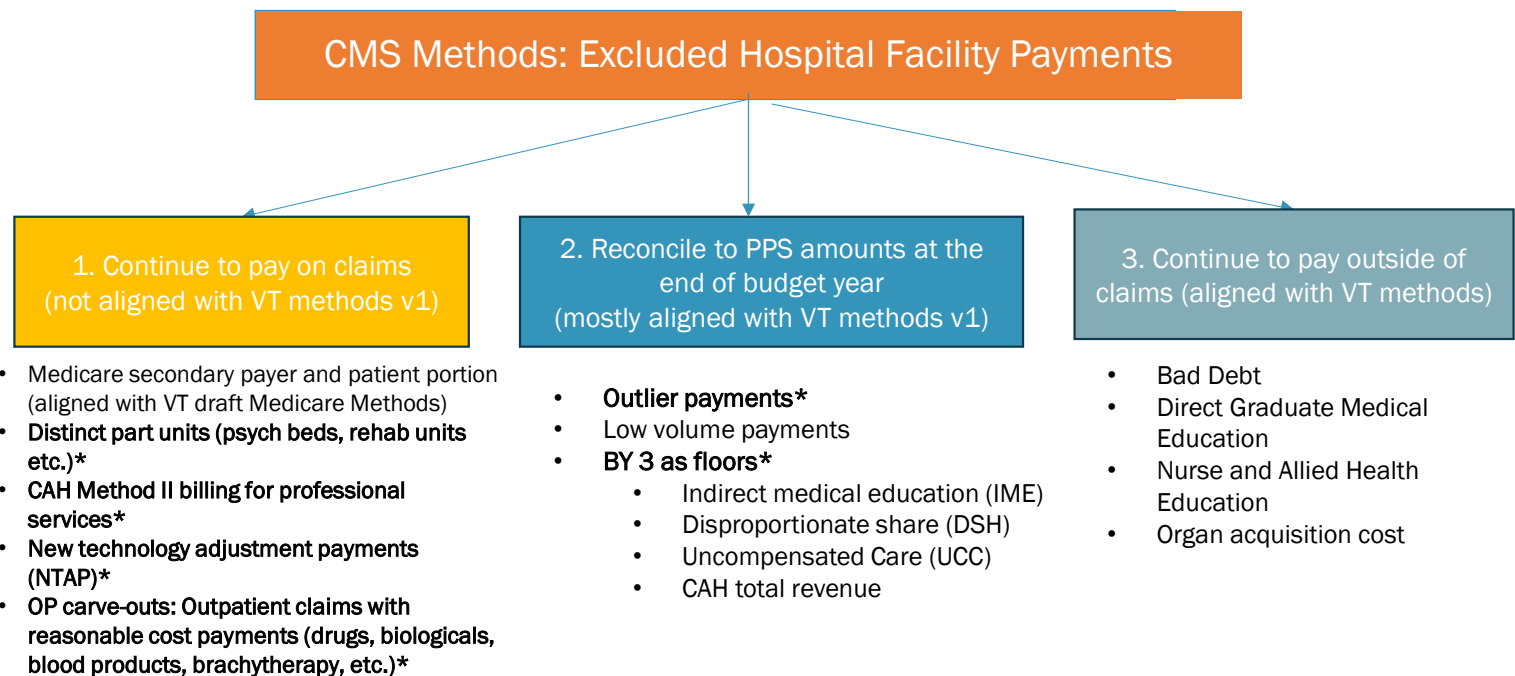 CMS Methods: Excluded Hospital Facility Payments
1. Continue to pay on claims
(not aligned with VT methods v1)
• Medicare secondary payer and patient portion
(aligned with VT draft Medicare Methods)
• Distinct part units (psych beds, rehab units
etc.)*
• CAH Method II billing for professional
services*
• New technology adjustment payments
(NTAP)*
• OP carve-outs: Outpatient claims with
reasonable cost payments (drugs, biologicals,
blood products, brachytherapy, etc.)*
2. Reconcile to PPS amounts at the
end of budget year
(mostly aligned with VT methods v1)
• Outlier payments*
• Low volume payments
• BY 3 as floors*
• Indirect medical education (IME)
• Disproportionate share (DSH)
• Uncompensated Care (UCC)
• CAH total revenue
3. Continue to pay outside of
claims (aligned with VT methods)
• Bad Debt
• Direct Graduate Medical
Education
• Nurse and Allied Health
Education
• Organ acquisition cost